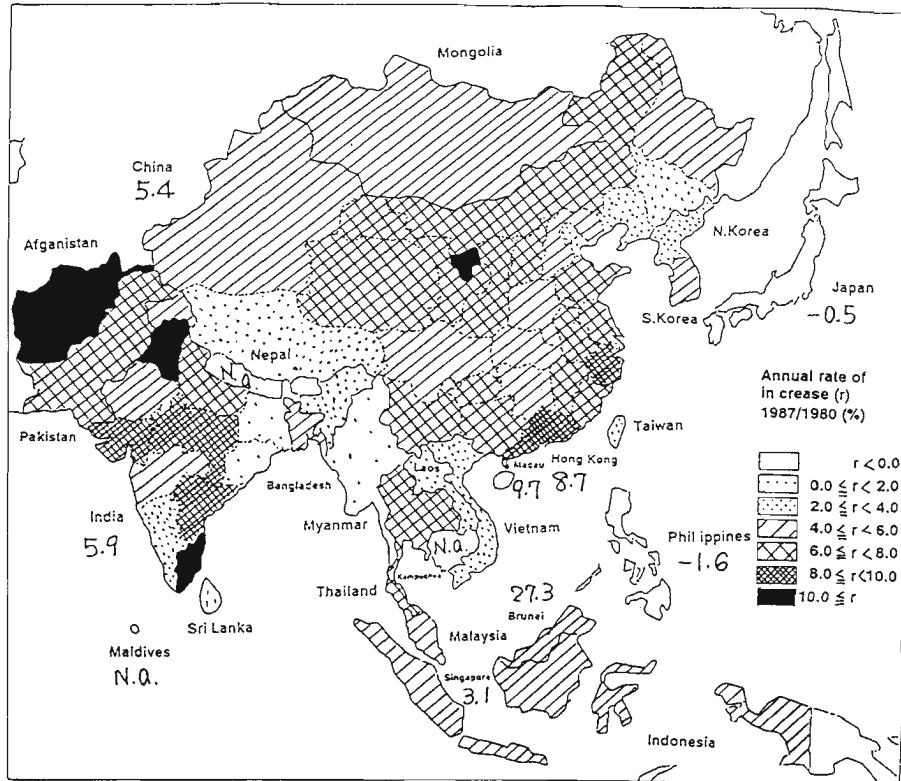 Mongolia
China
5.4
Afganistan
N.Korea
S.Korea
Japan
-0.5
Nepal
N.a
Annual rate of
in crease (r)
1987/1980 (%)
Pakistan
Taiwan
Macau
Hong Kong
9.7
8.7
Laos
Bangladesh
Myanmar
Vietnam
India
5.9
N.a
Kampuchea
Philippines
-1.6
Thailand
27.3
Brunei
Sri Lanka
Malaysia
Maldives
N.a.
Singapore
3.1
Indonesia
r < 0.0
0.0 ≦ r < 2.0
2.0 ≦ r < 4.0
4.0 ≦ r < 6.0
6.0 ≦ r < 8.0
8.0 ≦ r < 10.0
10.0 ≦ r